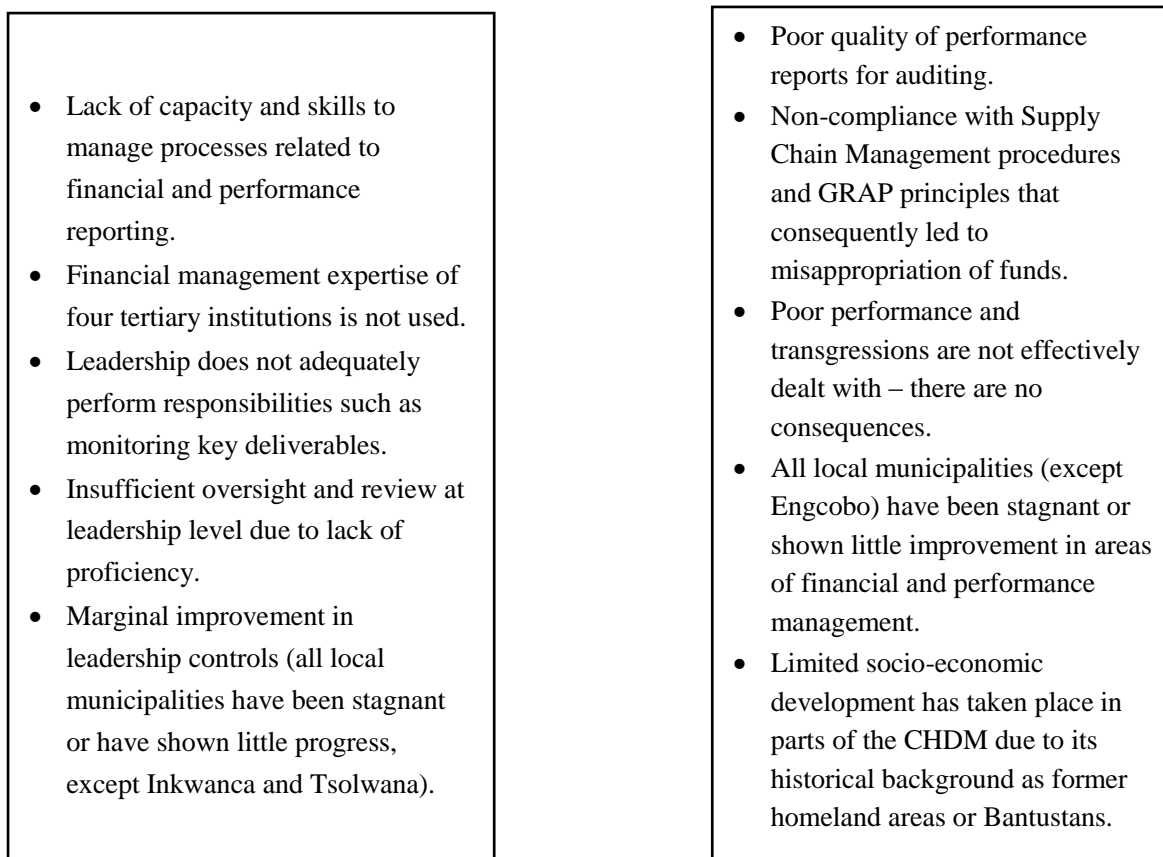 • Lack of capacity and skills to
manage processes related to
financial and performance
reporting.
• Financial management expertise of
four tertiary institutions is not used.
• Leadership does not adequately
perform responsibilities such as
monitoring key deliverables.
• Insufficient oversight and review at
leadership level due to lack of
proficiency.
• Marginal improvement in
leadership controls (all local
municipalities have been stagnant
or have shown little progress,
except Inkwanca and Tsolwana).
• Poor quality of performance
reports for auditing.
• Non-compliance with Supply
Chain Management procedures
and GRAP principles that
consequently led to
misappropriation of funds.
• Poor performance and
transgressions are not effectively
dealt with – there are no
consequences.
• All local municipalities (except
Engcobo) have been stagnant or
shown little improvement in areas
of financial and performance
management.
• Limited socio-economic
development has taken place in
parts of the CHDM due to its
historical background as former
homeland areas or Bantustans.